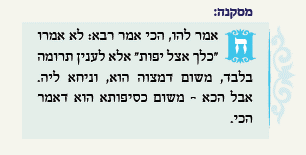 מסקנה:
ה אמר להו, הכי אמר רבא: לא אמרו
"כלך אצל יפות" אלא לענין תרומה
בלבד, משום דמצוה הוא, וניחא ליה.
אבל הכא - משום כסיפותא הוא דאמר
הכי.